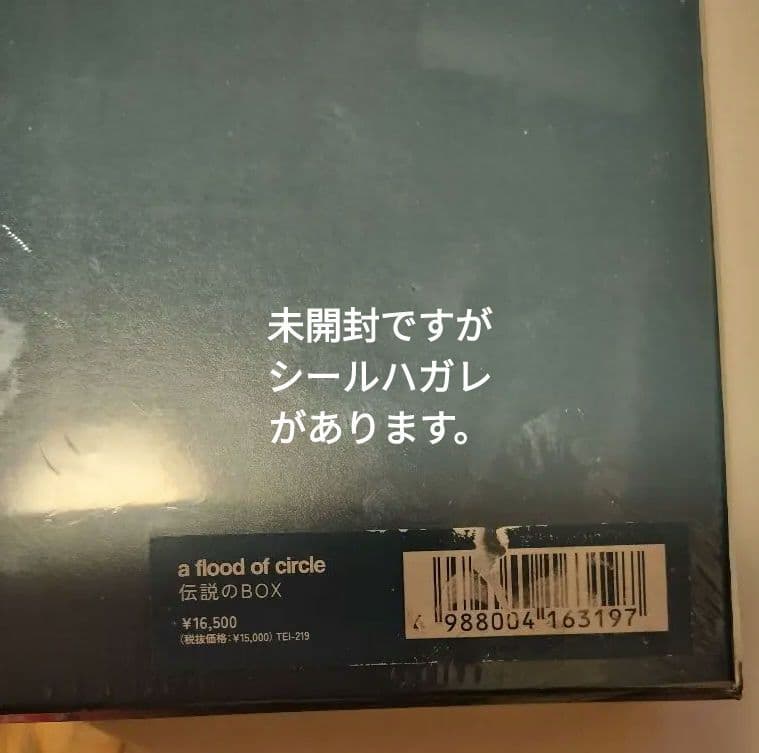 未開封ですが
シールハガレ
があります。
a flood of circle
伝説のBOX
¥16,500
(税抜価格:¥15,000) TEI-219
4 988004 163197